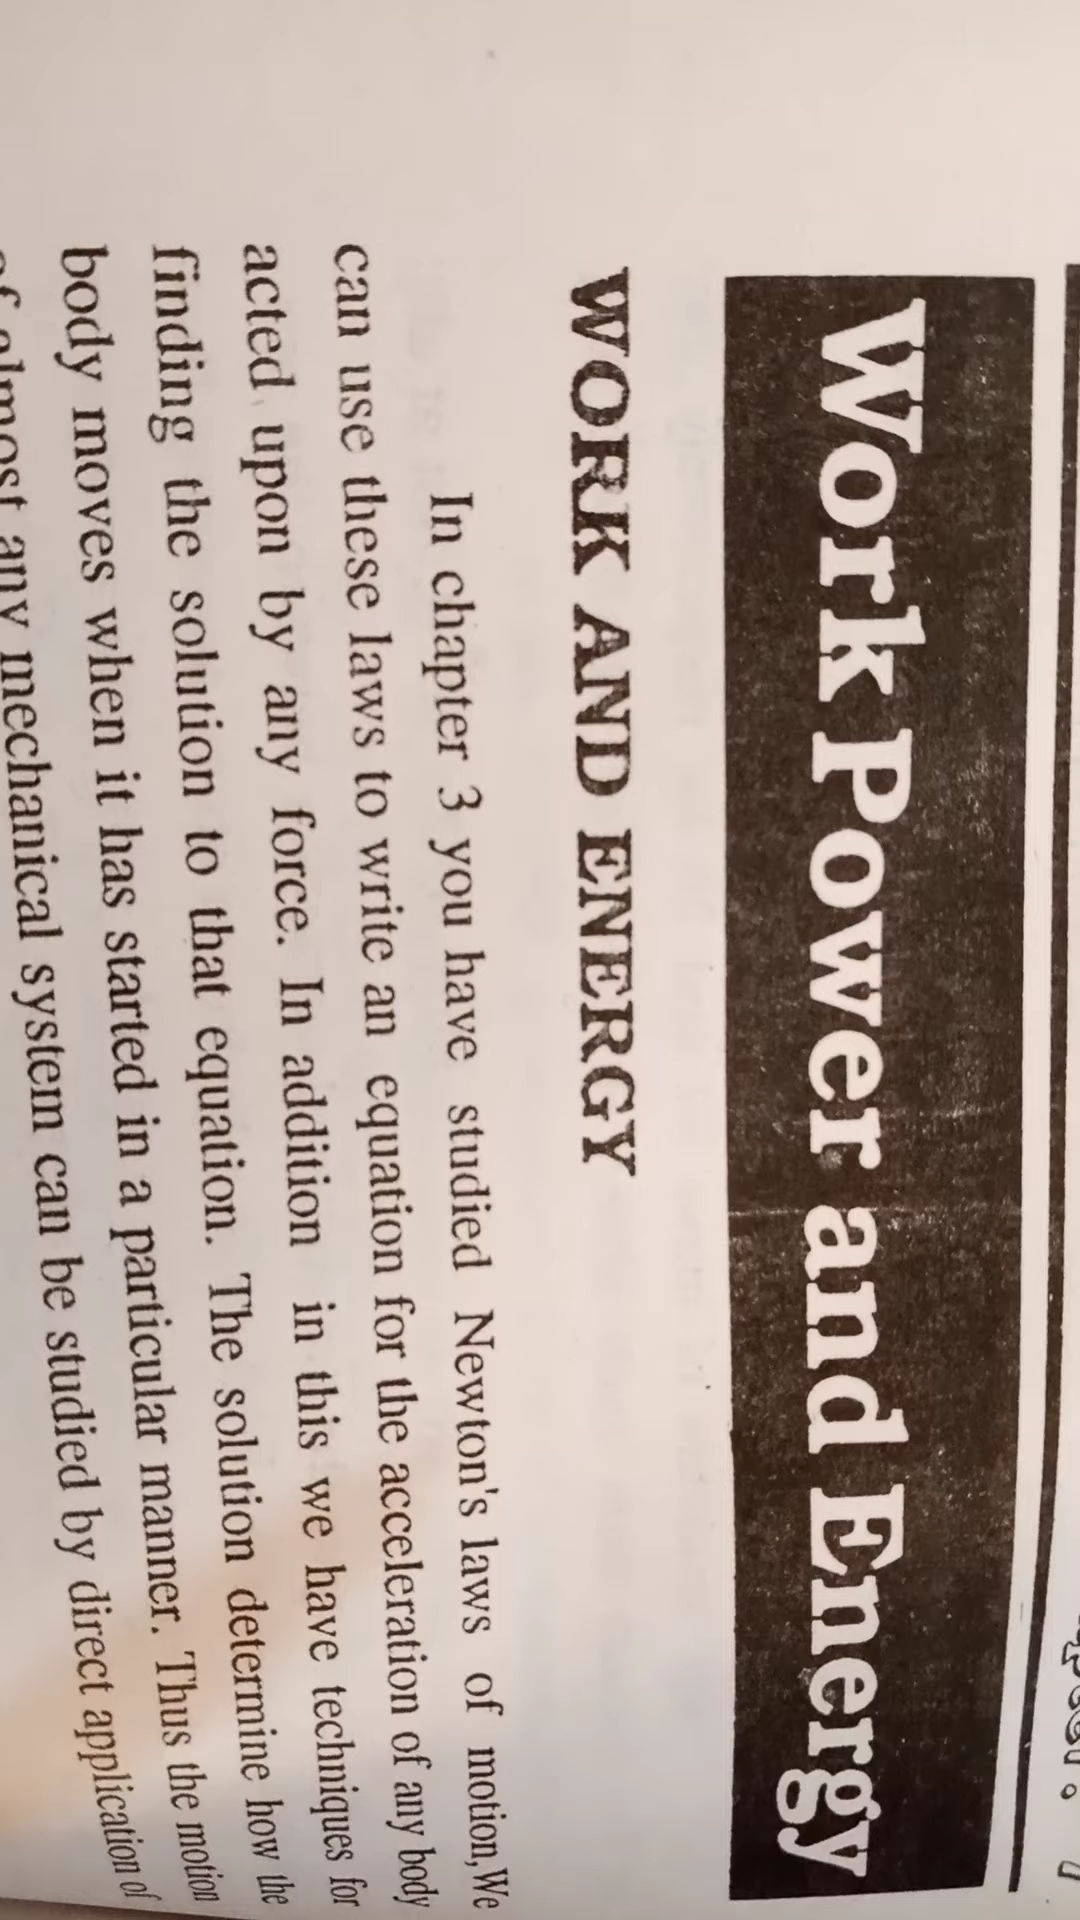 Work Power and Energy
WORK AND ENERGY
In chapter 3 you have studied Newton's laws of motion,We
can use these laws to write an equation for the acceleration of any body
acted upon by any force. In addition in this we have techniques for
finding the solution to that equation. The solution determine how the
body moves when it has started in a particular manner. Thus the motion
of almost any mechanical system can be studied by direct application of